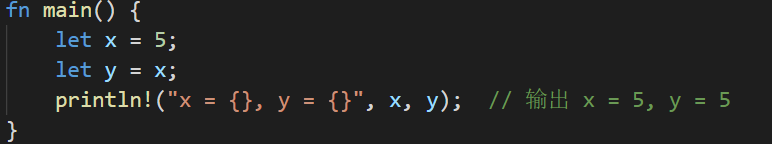 fn main() {
    let x = 5;
    let y = x;
    println!("x = {}, y = {}", x, y);  // 输出 x = 5, y = 5
}